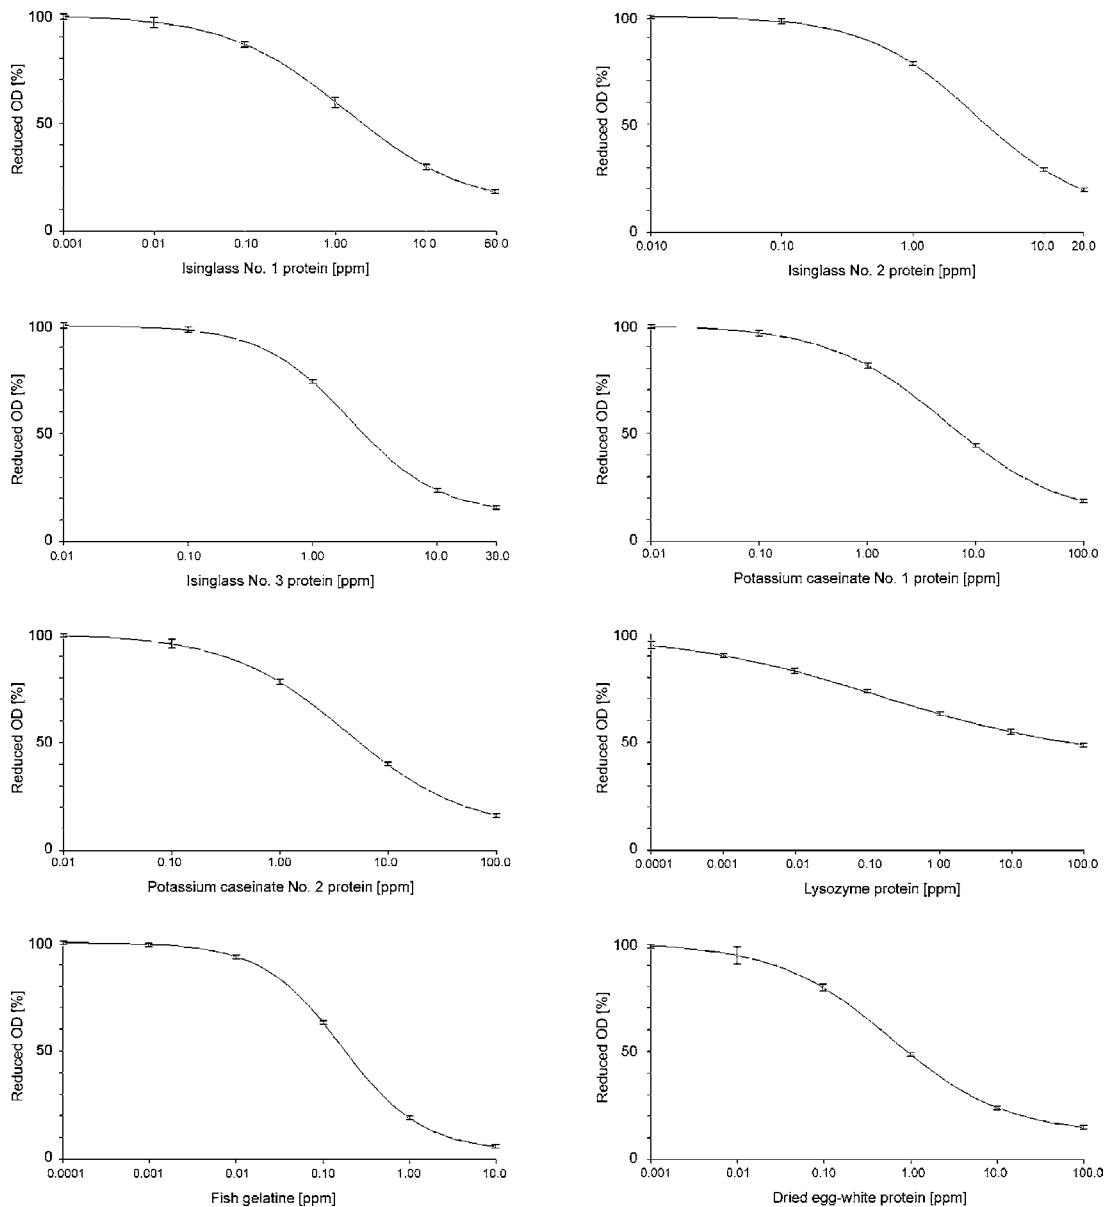 100
50
0
Reduced OD [%]
0.001 0.01 0.10 1.00 10.0 60.0
Isinglass No. 1 protein [ppm]
100
50
0
Reduced OD [%]
0.010 0.10 1.00 10.0 20.0
Isinglass No. 2 protein [ppm]
100
50
0
Reduced OD [%]
0.01 0.10 1.00 10.0 30.0
Isinglass No. 3 protein [ppm]
100
50
0
Reduced OD [%]
0.01 0.10 1.00 10.0 100.0
Potassium caseinate No. 1 protein [ppm]
100
50
0
Reduced OD [%]
0.01 0.10 1.00 10.0 100.0
Potassium caseinate No. 2 protein [ppm]
100
50
0
Reduced OD [%]
0.0001 0.001 0.01 0.10 1.00 10.0 100.0
Lysozyme protein [ppm]
100
50
0
Reduced OD [%]
0.0001 0.001 0.01 0.10 1.00 10.0
Fish gelatine [ppm]
100
50
0
Reduced OD [%]
0.001 0.01 0.10 1.00 10.0 100.0
Dried egg-white protein [ppm]